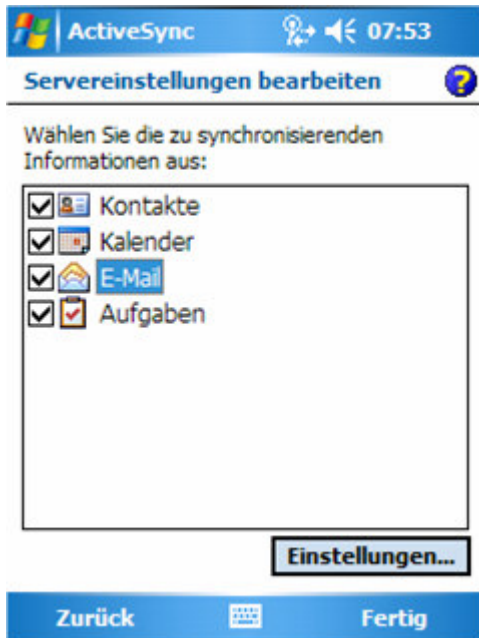 ActiveSync 07:53
Servereinstellungen bearbeiten ?
Wählen Sie die zu synchronisierenden
Informationen aus:
Kontakte
Kalender
E-Mail
Aufgaben
Einstellungen...
Zurück Fertig